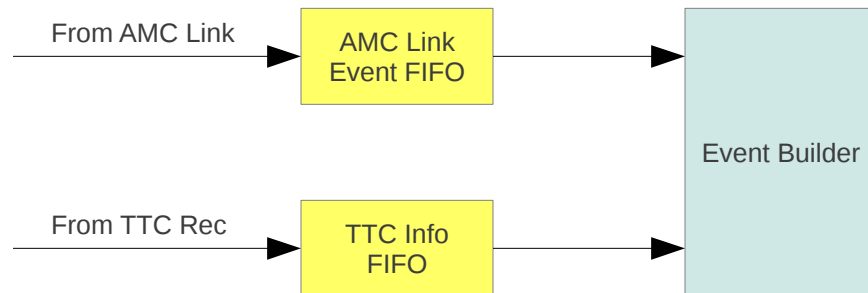 From AMC Link
AMC Link
Event FIFO
Event Builder
From TTC Rec
TTC Info
FIFO